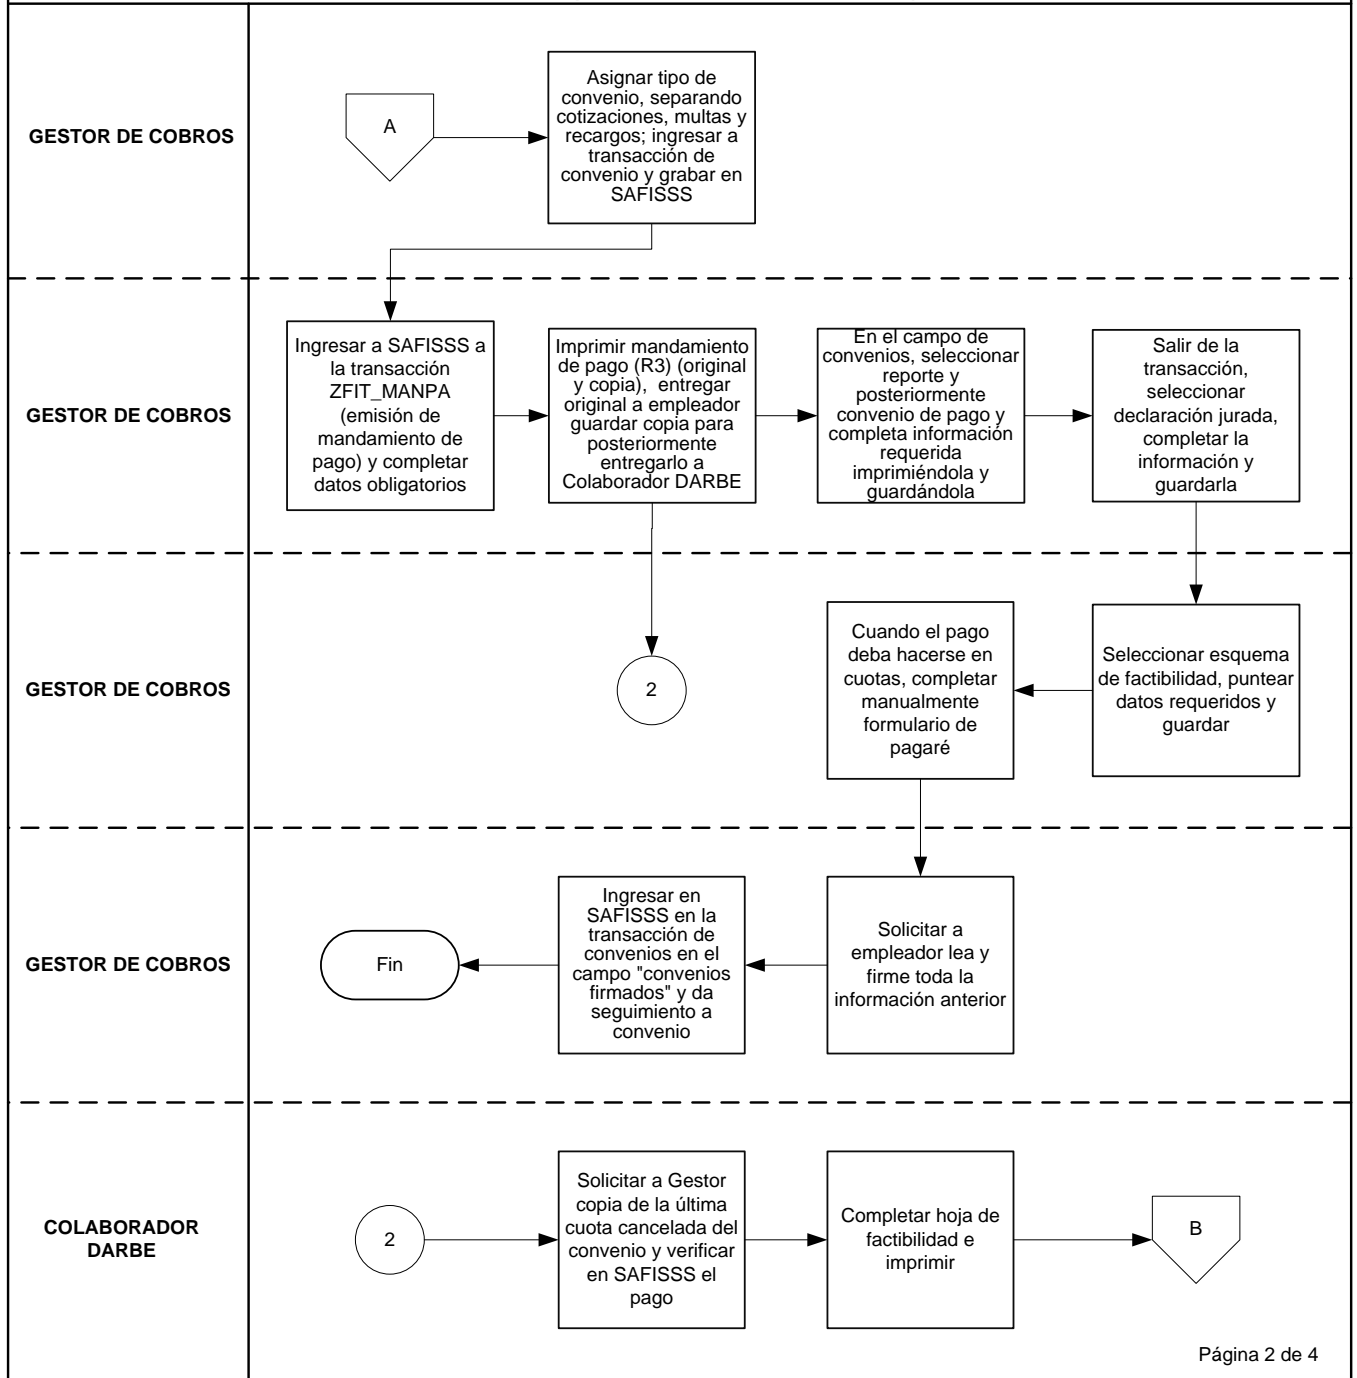 GESTOR DE COBROS
A
Asignar tipo de
convenio, separando
cotizaciones, multas y
recargos; ingresar a
transacción de
convenio y grabar en
SAFISSS
GESTOR DE COBROS
Ingresar a SAFISSS a
la transacción
ZFIT_MANPA
(emisión de
mandamiento de
pago) y completar
datos obligatorios
Imprimir mandamiento
de pago (R3) (original
y copia), entregar
original a empleador
guardar copia para
posteriormente
entregarlo a
Colaborador DARBE
En el campo de
convenios, seleccionar
reporte y
posteriormente
convenio de pago y
completa información
requerida
imprimiéndola y
guardándola
Salir de la
transacción,
seleccionar
declaración jurada,
completar la
información y
guardarla
GESTOR DE COBROS
2
Cuando el pago
deba hacerse en
cuotas, completar
manualmente
formulario de
pagaré
Seleccionar esquema
de factibilidad, puntear
datos requeridos y
guardar
GESTOR DE COBROS
Fin
Ingresar en
SAFISSS en la
transacción de
convenios en el
campo "convenios
firmados" y da
seguimiento a
convenio
Solicitar a
empleador lea y
firme toda la
información anterior
COLABORADOR
DARBE
2
Solicitar a Gestor
copia de la última
cuota cancelada del
convenio y verificar
en SAFISSS el
pago
Completar hoja de
factibilidad e
imprimir
B
Página 2 de 4